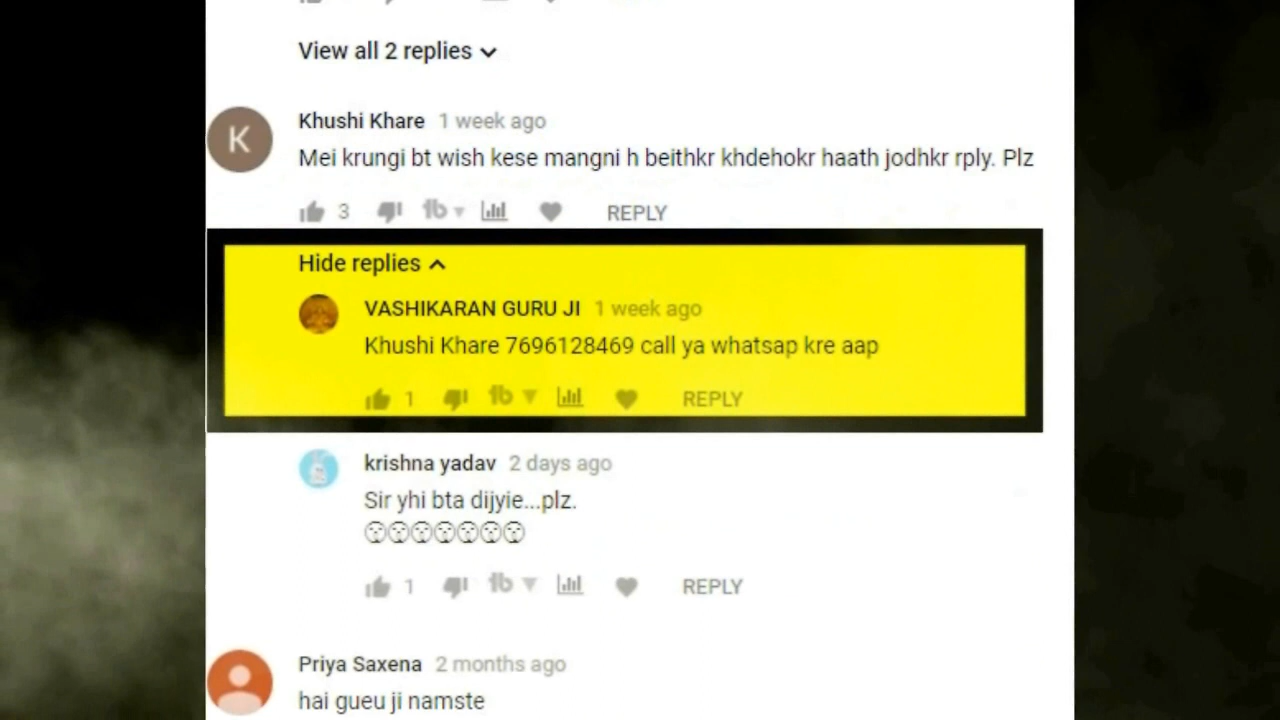 View all 2 replies
K
Khushi Khare 1 week ago
Mei krungi bt wish kese mangni h beithkr khdehokr haath jodhkr rply. Plz
3 REPLY
Hide replies
VASHIKARAN GURU JI 1 week ago
Khushi Khare 7696128469 call ya whatsap kre aap
1 REPLY
krishna yadav 2 days ago
Sir yhi bta dijyie...plz.
1 REPLY
Priya Saxena 2 months ago
hai gueu ji namste